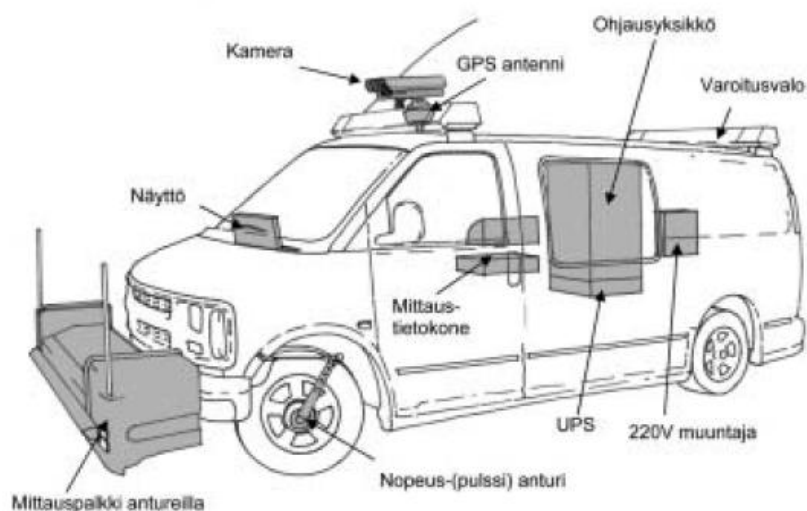 Ohjausyksikkö
Kamera
GPS antenni
Varoitusvalo
Näyttö
Mittaus-
tietokone
UPS
220V muuntaja
Nopeus-(pulssi) anturi
Mittauspalkki antureilla